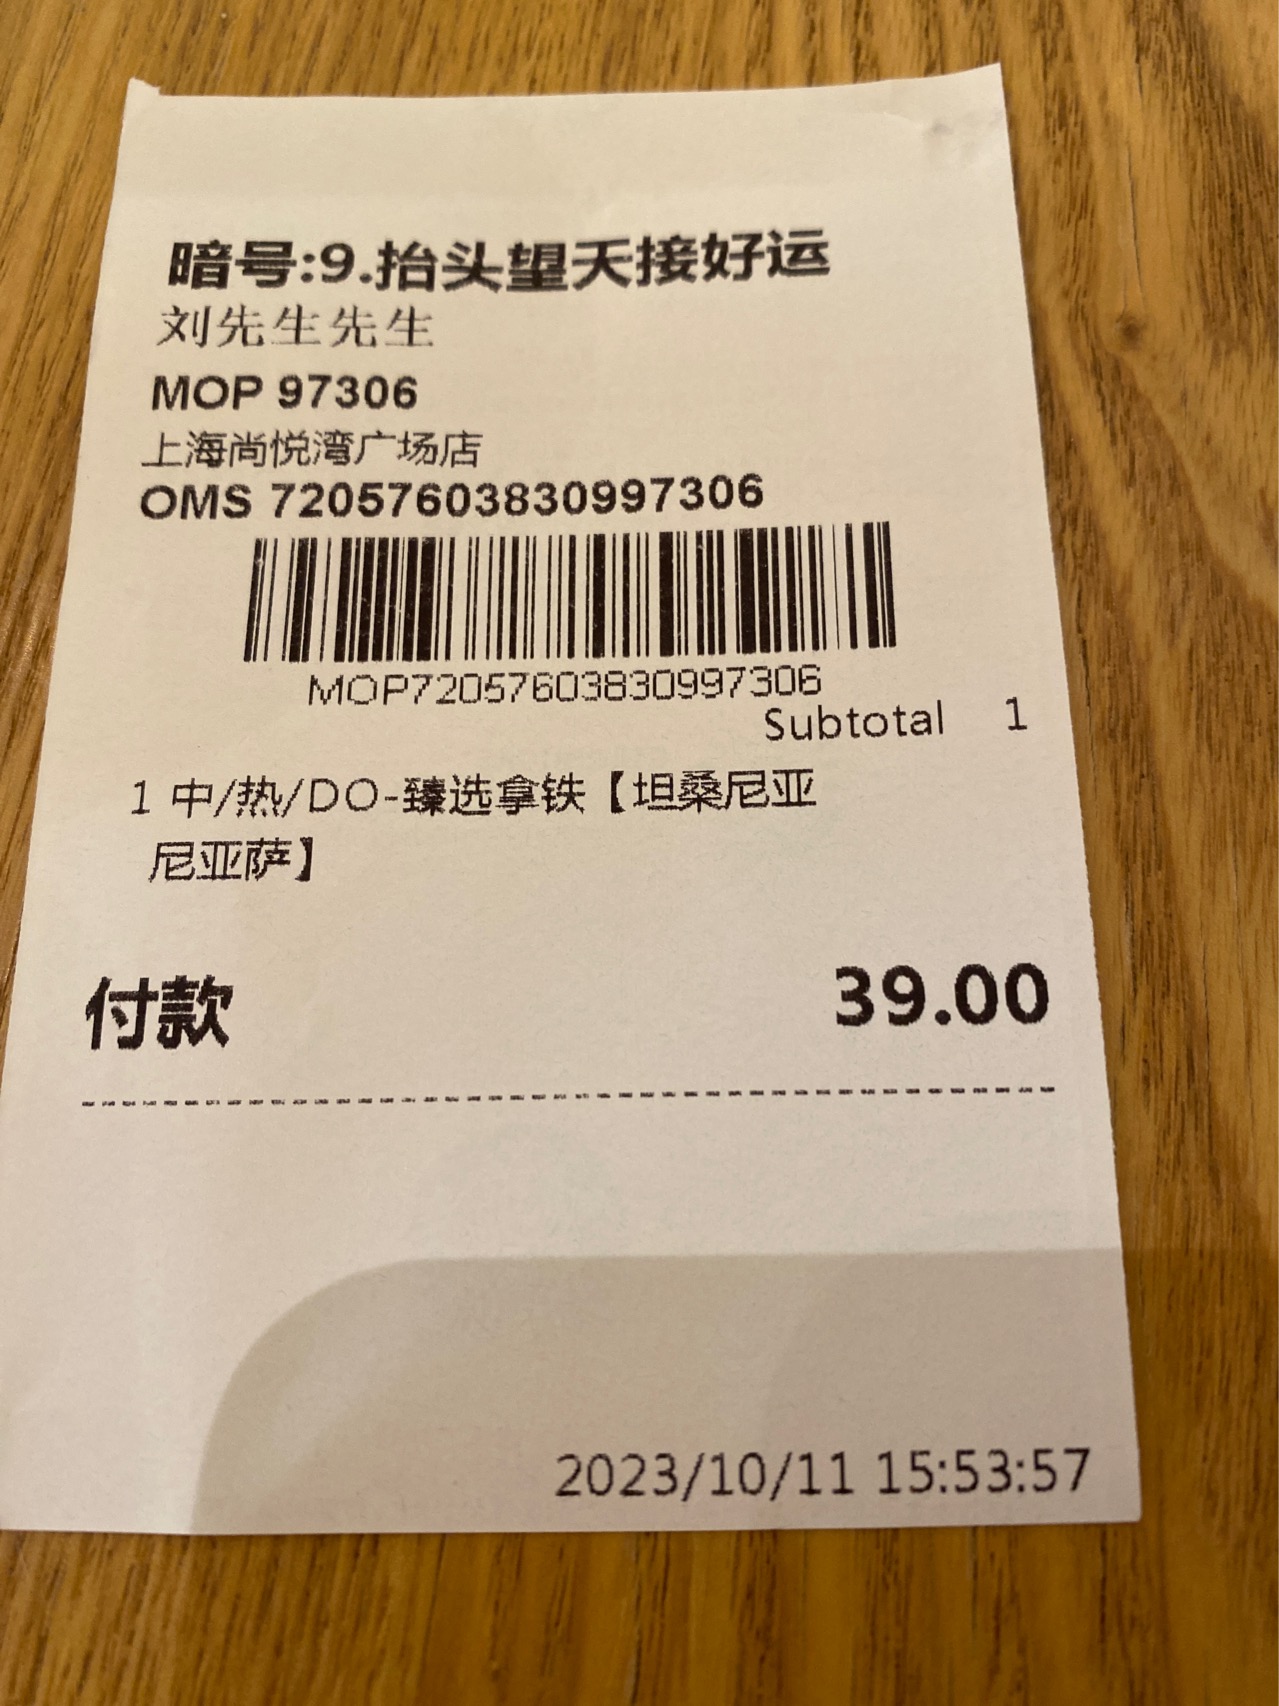 暗号:9.抬头望天接好运
刘先生先生
MOP 97306
上海尚悦湾广场店
OMS 72057603830997306
MOP72057603830997306
Subtotal 1
1 中/热/DO-臻选拿铁【坦桑尼亚
尼亚萨】
付款 39.00
2023/10/11 15:53:57